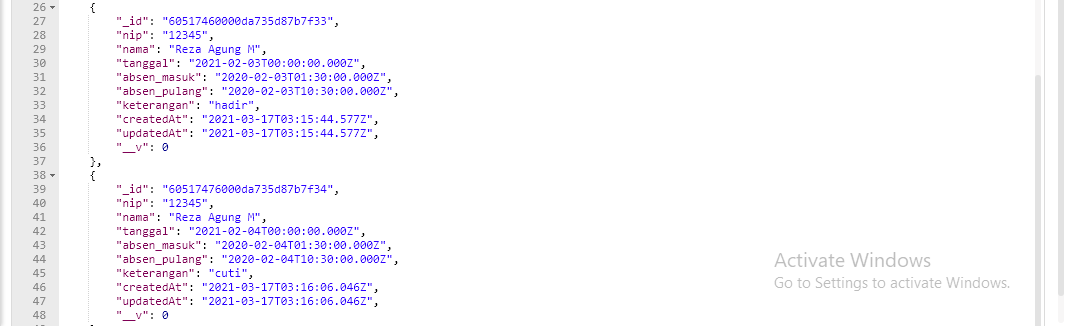 26 {
27 "_id": "60517460000da735d87b7f33",
28 "nip": "12345",
29 "nama": "Reza Agung M",
30 "tanggal": "2021-02-03T00:00:00.000Z",
31 "absen_masuk": "2020-02-03T01:30:00.000Z",
32 "absen_pulang": "2020-02-03T10:30:00.000Z",
33 "keterangan": "hadir",
34 "createdAt": "2021-03-17T03:15:44.577Z",
35 "updatedAt": "2021-03-17T03:15:44.577Z",
36 "__v": 0
37 },
38 {
39 "_id": "60517476000da735d87b7f34",
40 "nip": "12345",
41 "nama": "Reza Agung M",
42 "tanggal": "2021-02-04T00:00:00.000Z",
43 "absen_masuk": "2020-02-04T01:30:00.000Z",
44 "absen_pulang": "2020-02-04T10:30:00.000Z",
45 "keterangan": "cuti",
46 "createdAt": "2021-03-17T03:16:06.046Z",
47 "updatedAt": "2021-03-17T03:16:06.046Z",
48 "__v": 0
Activate Windows
Go to Settings to activate Windows.